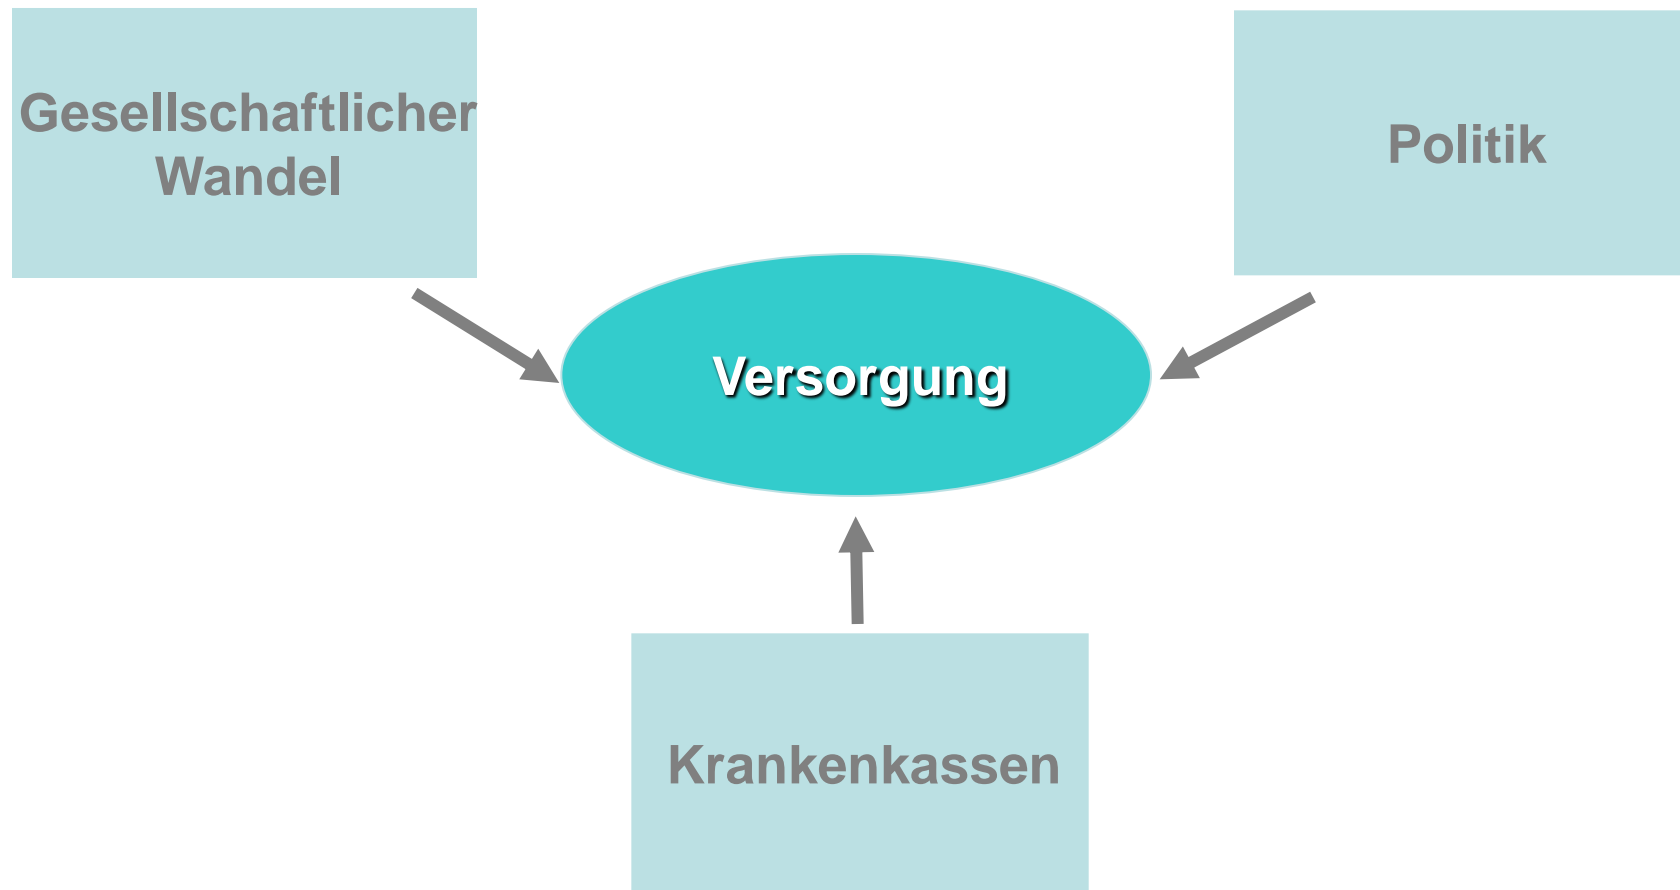 Gesellschaftlicher
Wandel
Politik
Versorgung
Krankenkassen